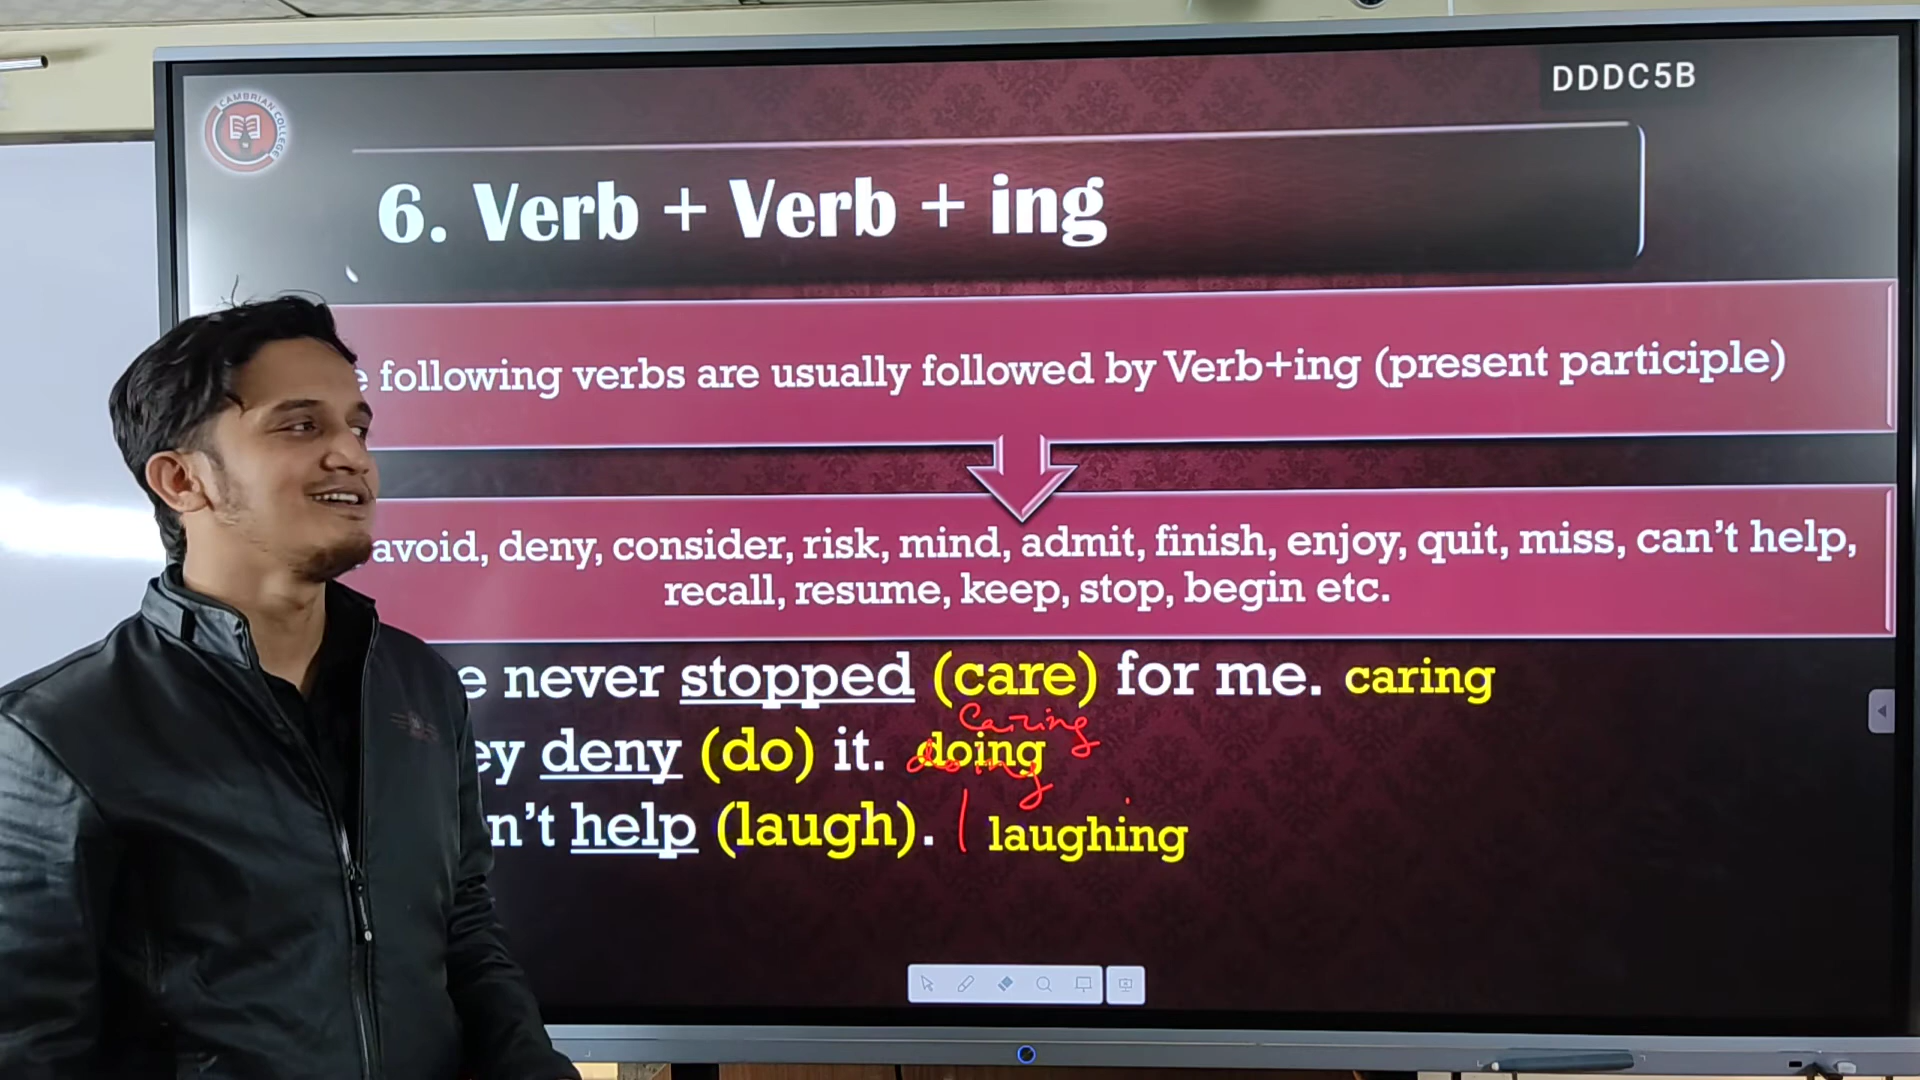 DDDC5B
CAMBRIAN COLLEGE
6. Verb + Verb + ing
e following verbs are usually followed by Verb+ing (present participle)
avoid, deny, consider, risk, mind, admit, finish, enjoy, quit, miss, can't help,
recall, resume, keep, stop, begin etc.
e never stopped (care) for me. caring
caring
ey deny (do) it. doing
doing
n't help (laugh). laughing